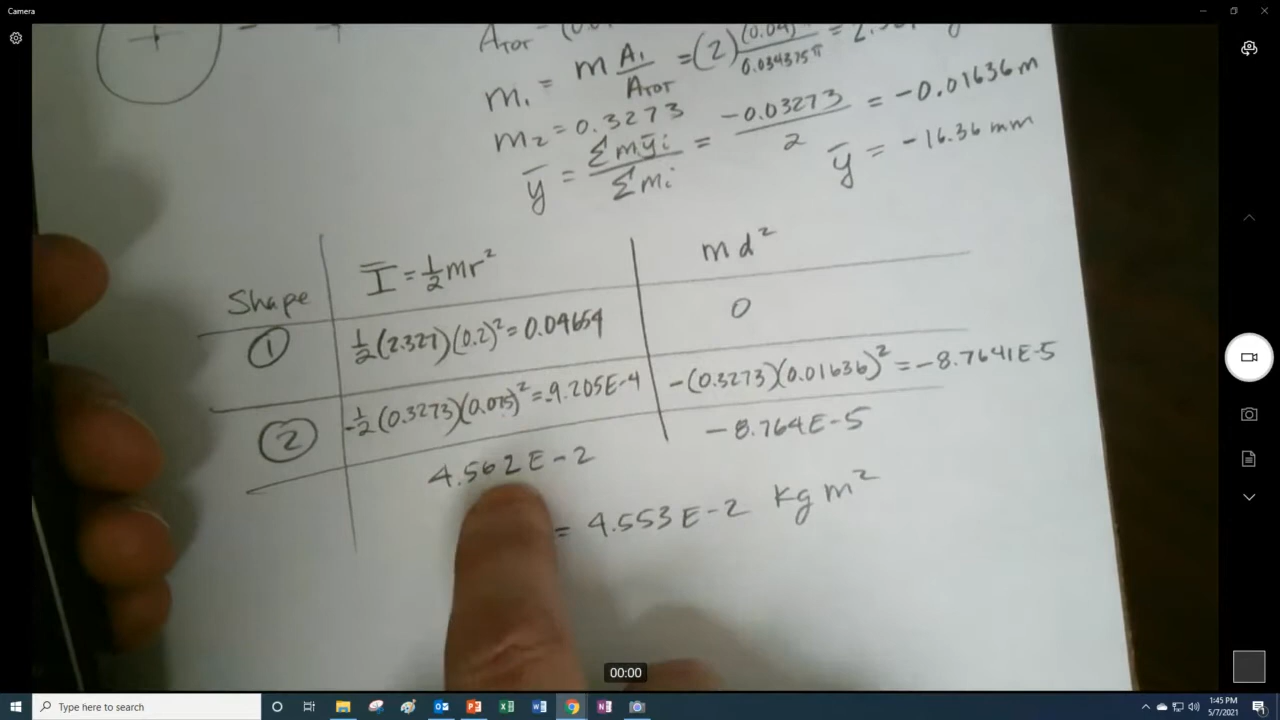 Camera
m₁ = m A₁/A_TOT = (2) (0.04)/0.034375π
m₂ = 0.3273
ȳ = Σmȳi/Σmi = -0.03273/2 = -0.01636 m
ȳ = -16.36 mm
Shape Ī = ½mr² md²
① ½(2.327)(0.2)² = 0.04654 0
② -½(0.3273)(0.075)² = -9.205E-4 -(0.3273)(0.01636)² = -8.7641E-5
4.562E-2 -8.764E-5
= 4.553E-2 kg m²
00:00
Type here to search
1:45 PM
5/7/2021